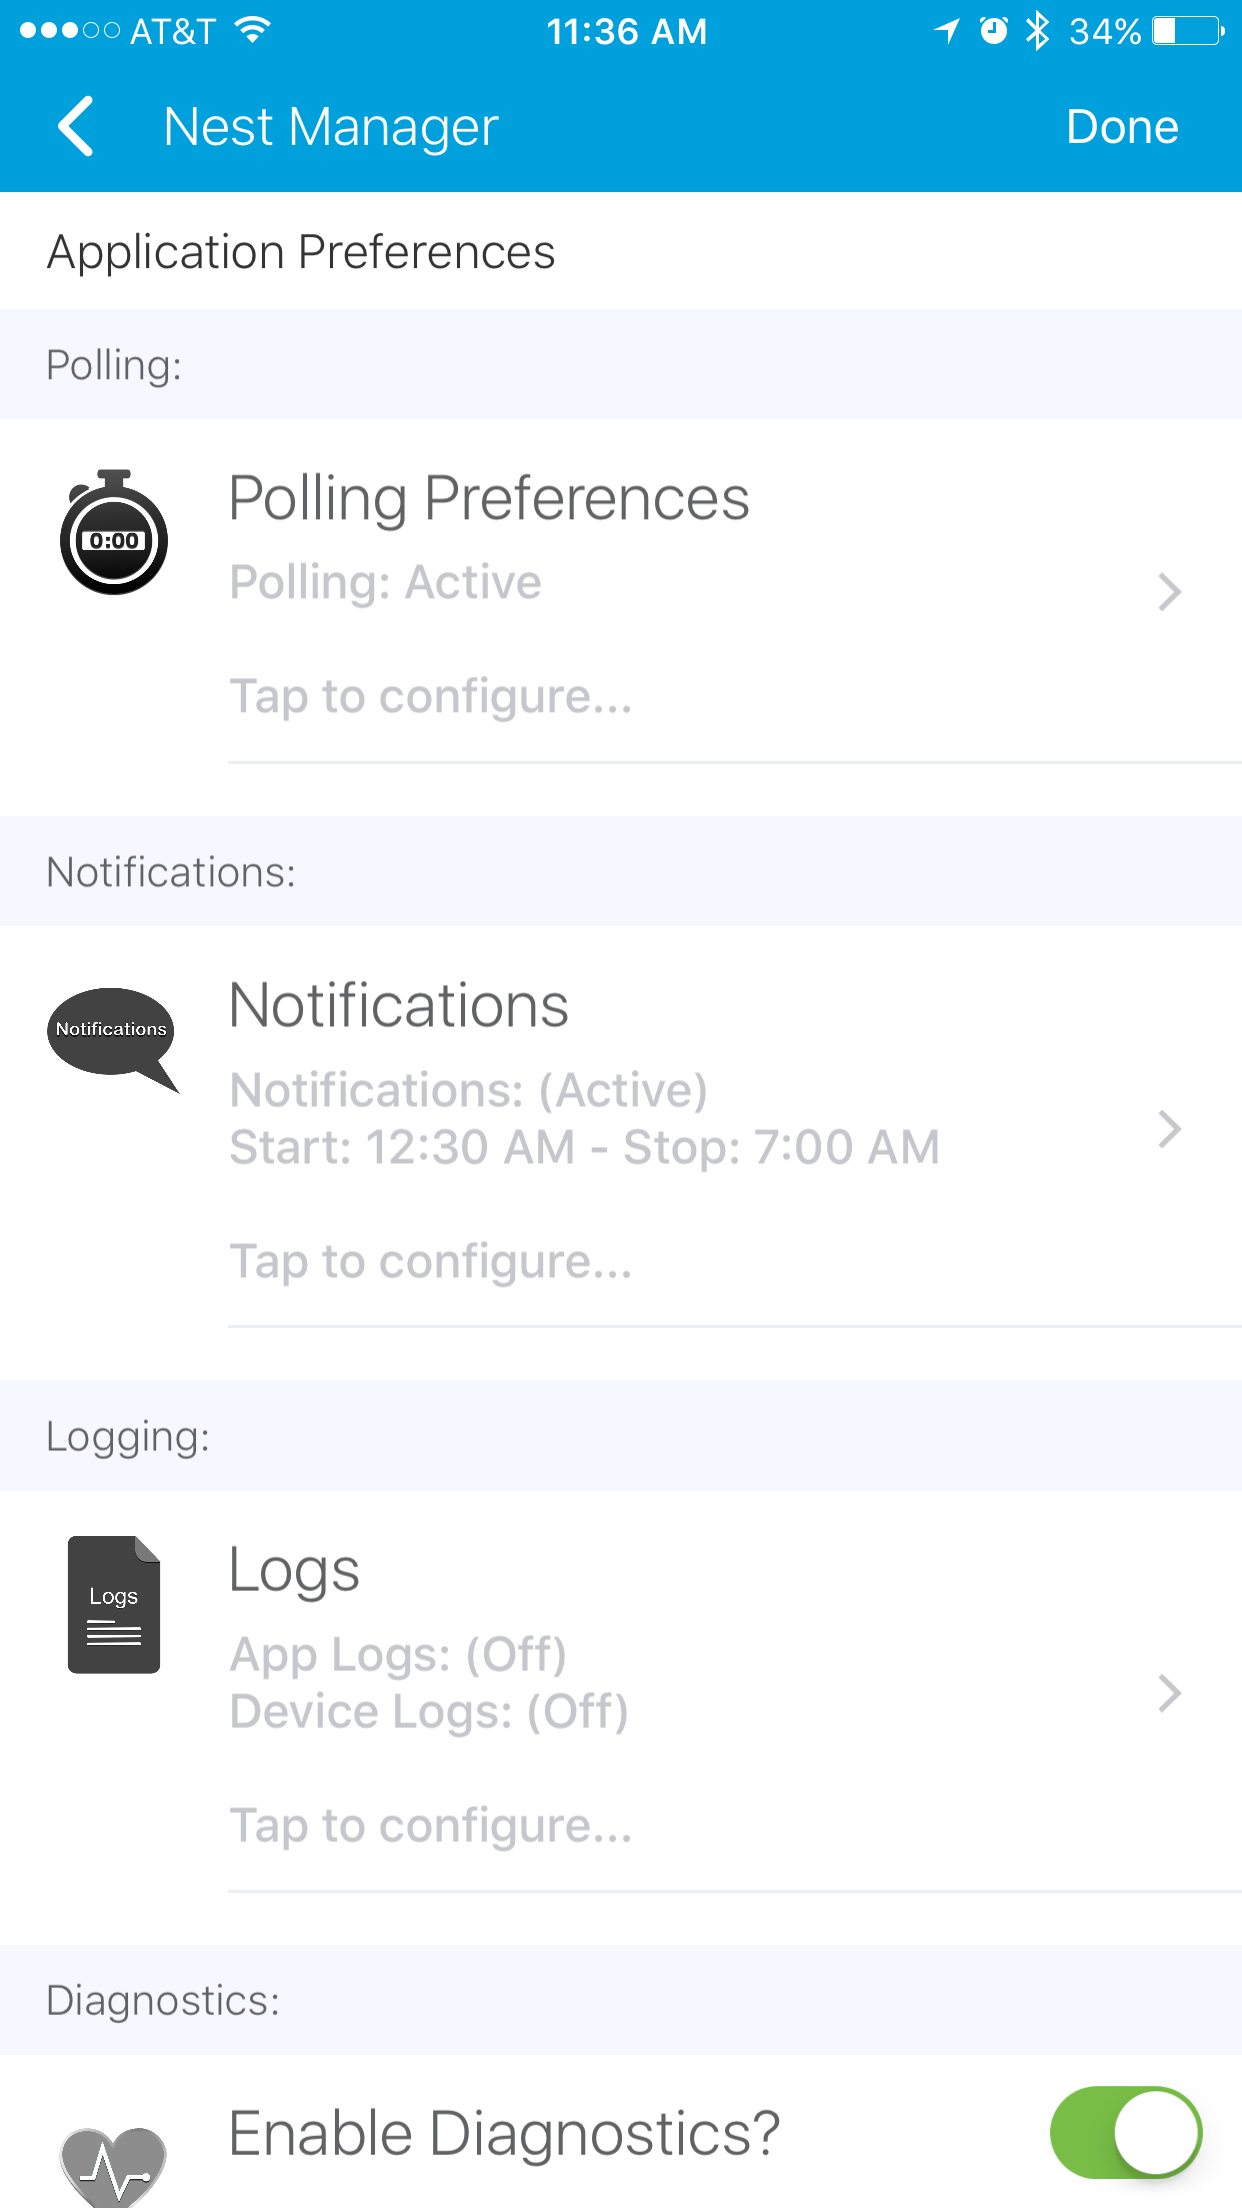 AT&T 11:36 AM 34%
Nest Manager Done
Application Preferences
Polling:
0:00
Polling Preferences
Polling: Active
Tap to configure...
Notifications:
Notifications
Notifications
Notifications: (Active)
Start: 12:30 AM - Stop: 7:00 AM
Tap to configure...
Logging:
Logs
Logs
App Logs: (Off)
Device Logs: (Off)
Tap to configure...
Diagnostics:
Enable Diagnostics?